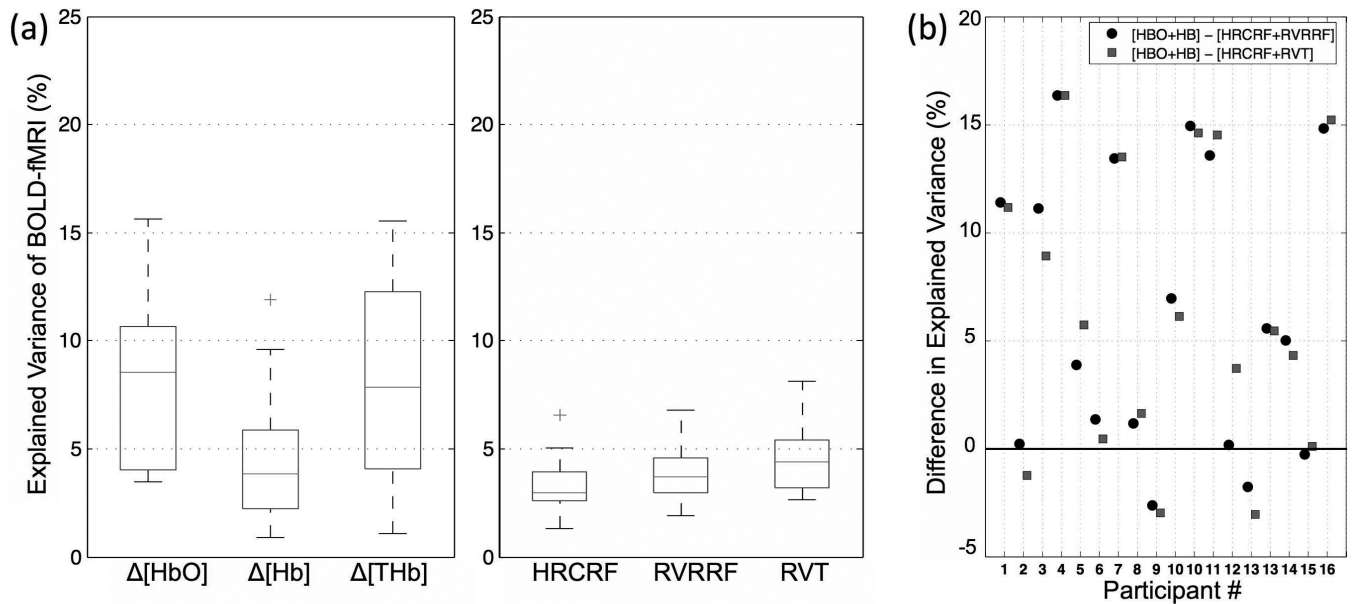 (a)
Explained Variance of BOLD-fMRI (%)
25
20
15
10
5
0
Δ[HbO] Δ[Hb] Δ[THb]
25
20
15
10
5
0
HRCRF RVRRF RVT
(b)
Difference in Explained Variance (%)
20
15
10
5
0
-5
[HBO+HB] – [HRCRF+RVRRF]
[HBO+HB] – [HRCRF+RVT]
1 2 3 4 5 6 7 8 9 10 10 11 12 13 13 14 15 16
Participant #